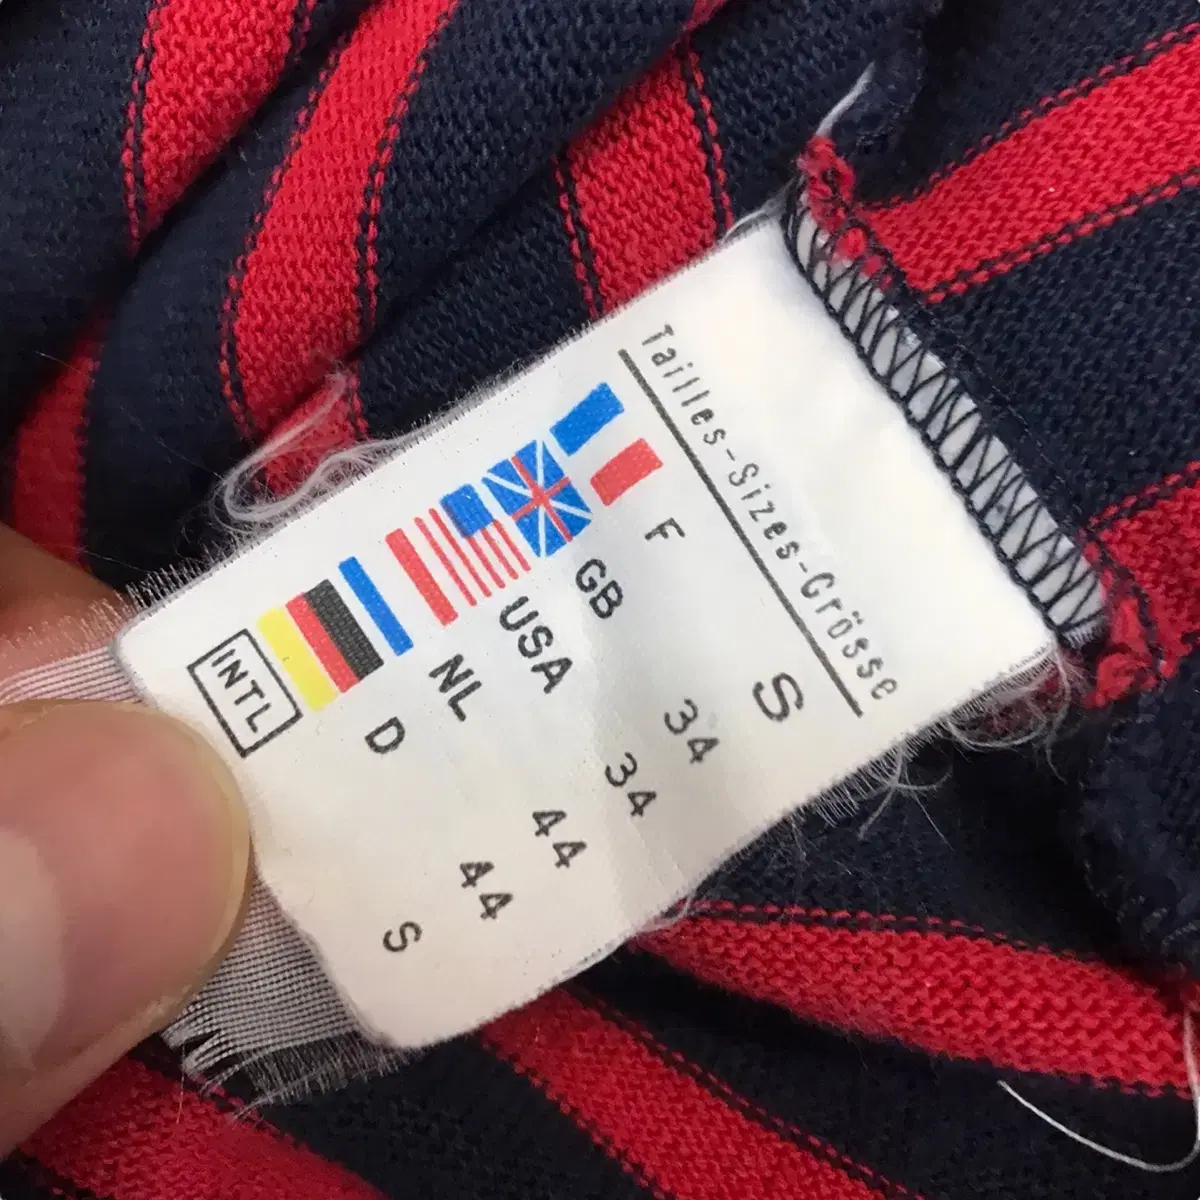 Tailles-Sizes-Grösse
F S
GB 34
USA 34
NL 44
D 44
INTL S